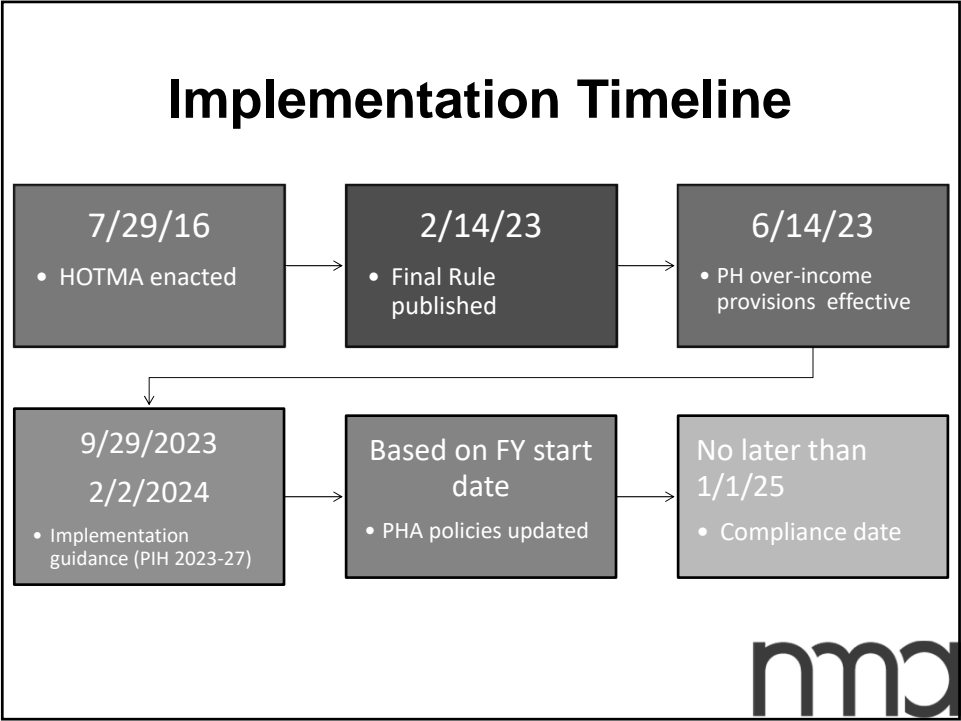 Implementation Timeline
7/29/16
• HOTMA enacted
2/14/23
• Final Rule
published
6/14/23
• PH over-income
provisions effective
9/29/2023
2/2/2024
• Implementation
guidance (PIH 2023-27)
Based on FY start
date
• PHA policies updated
No later than
1/1/25
• Compliance date
nma